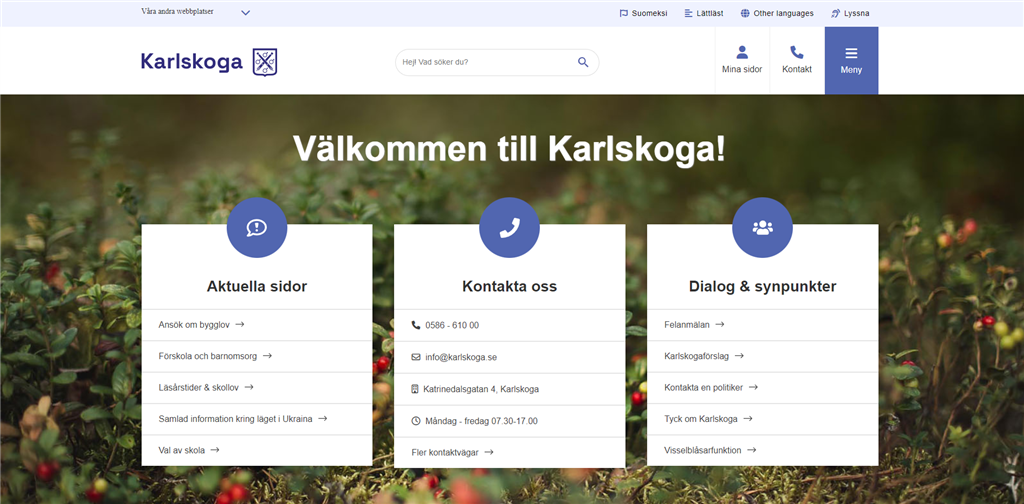 Våra andra webbplatser
Suomeksi
Lättläst
Other languages
Lyssna
Karlskoga
Hej! Vad söker du?
Mina sidor
Kontakt
Meny
Välkommen till Karlskoga!
Aktuella sidor
Ansök om bygglov →
Förskola och barnomsorg →
Läsårstider & skollov →
Samlad information kring läget i Ukraina →
Val av skola →
Kontakta oss
0586 - 610 00
info@karlskoga.se
Katrinedalsgatan 4, Karlskoga
Måndag - fredag 07.30-17.00
Fler kontaktvägar →
Dialog & synpunkter
Felanmälan →
Karlskogaförslag →
Kontakta en politiker →
Tyck om Karlskoga →
Visselblåsarfunktion →